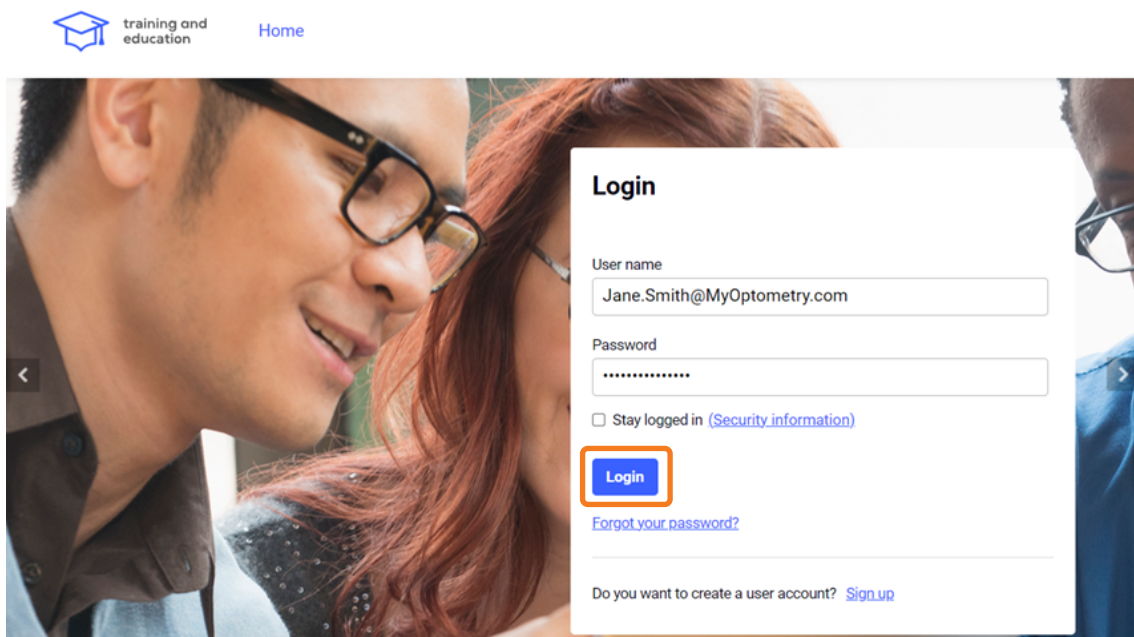 training and
education
Home
Login
User name
Jane.Smith@MyOptometry.com
Password
•••••••••••••••
Stay logged in (Security information)
Login
Forgot your password?
Do you want to create a user account? Sign up